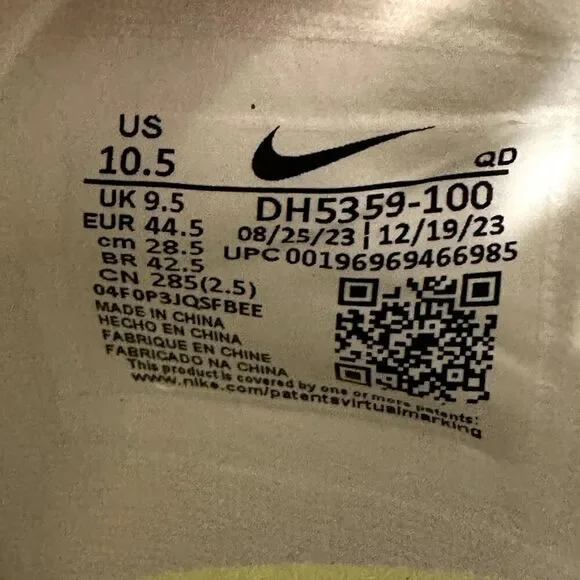 US
10.5
QD
UK 9.5
EUR 44.5
cm 28.5
BR 42.5
CN 285(2.5)
04F0P3JQSFBEE
DH5359-100
08/25/23 | 12/19/23
UPC 00196969466985
MADE IN CHINA
HECHO EN CHINA
FABRIQUE EN CHINE
FABRICADO NA CHINA
This product is covered by one or more patents:
www.nike.com/patentsvirtualmarking